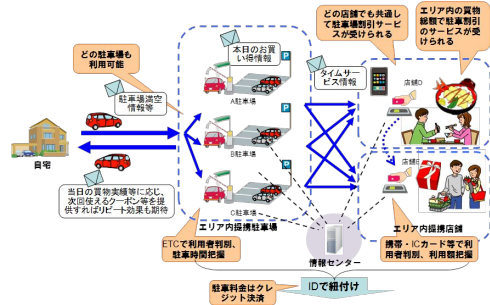 どの店舗でも共通し
て駐車場割引サービ
スが受けられる
エリア内の買物
総額で駐車割引
のサービスが
受けられる
どの駐車場も
利用可能
本日のお買
い得情報
タイムサー
ビス情報
店舗D
駐車場満空
情報等
A駐車場
自宅
B駐車場
当日の買物実績等に応じ、
次回使えるクーポン等を提
供すればリピート効果も期待
C駐車場
店舗E
エリア内提携駐車場
エリア内提携店舗
ETCで利用者判別、
駐車時間把握
情報センター
携帯・ICカード等で利
用者判別、利用額把握
駐車料金はクレ
ジット決済
IDで紐付け